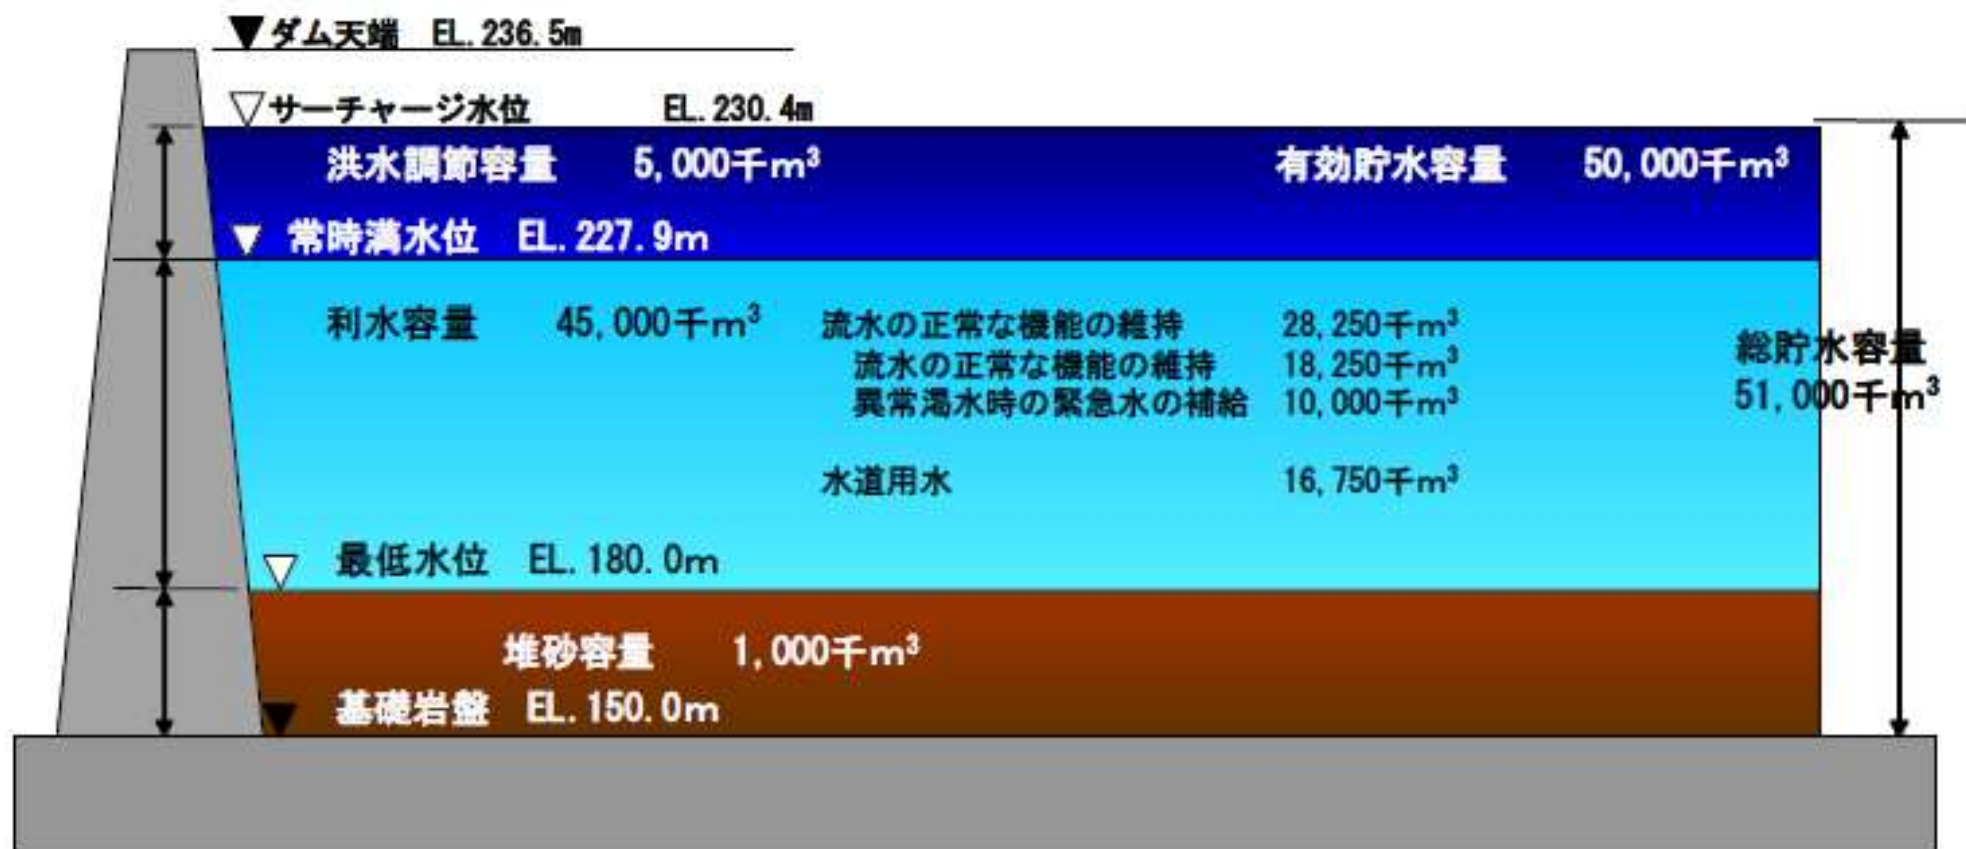 ▼ダム天端 EL.236.5m
▽サーチャージ水位 EL.230.4m
洪水調節容量 5,000千m³ 有効貯水容量 50,000千m³
▼ 常時満水位 EL.227.9m
利水容量 45,000千m³ 流水の正常な機能の維持 28,250千m³
流水の正常な機能の維持 18,250千m³
異常渇水時の緊急水の補給 10,000千m³
総貯水容量
51,000千m³
水道用水 16,750千m³
▽ 最低水位 EL.180.0m
堆砂容量 1,000千m³
▼ 基礎岩盤 EL.150.0m